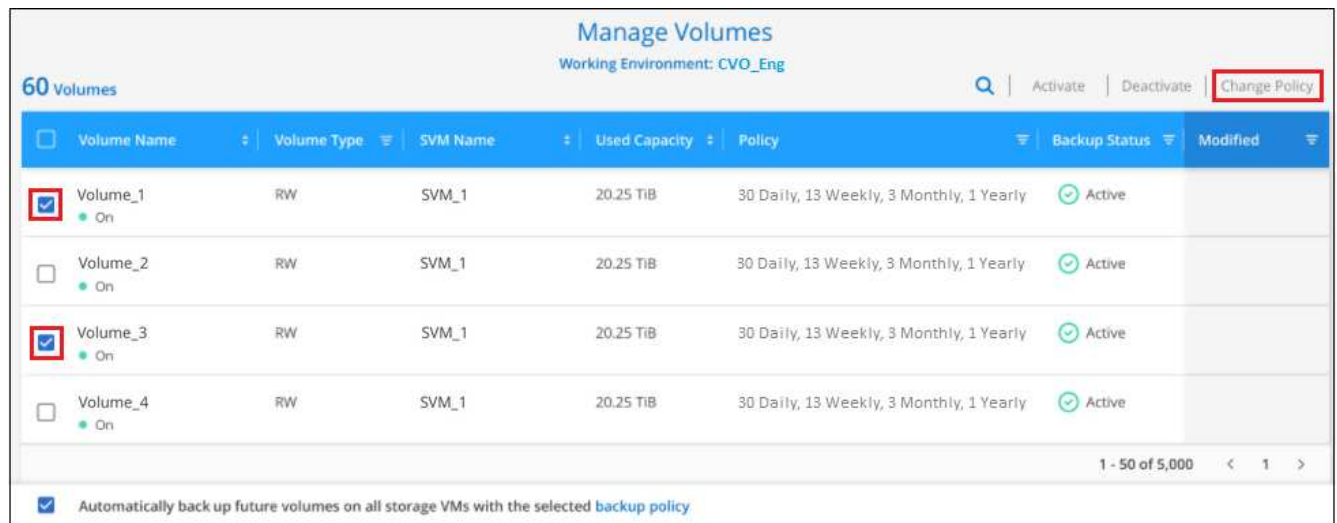 Manage Volumes
Working Environment: CVO_Eng
60 Volumes
Activate | Deactivate | Change Policy
Volume Name Volume Type SVM Name Used Capacity Policy Backup Status Modified
Volume_1 RW SVM_1 20.25 TiB 30 Daily, 13 Weekly, 3 Monthly, 1 Yearly Active
On
Volume_2 RW SVM_1 20.25 TiB 30 Daily, 13 Weekly, 3 Monthly, 1 Yearly Active
On
Volume_3 RW SVM_1 20.25 TiB 30 Daily, 13 Weekly, 3 Monthly, 1 Yearly Active
On
Volume_4 RW SVM_1 20.25 TiB 30 Daily, 13 Weekly, 3 Monthly, 1 Yearly Active
On
1 - 50 of 5,000 < 1 >
Automatically back up future volumes on all storage VMs with the selected backup policy